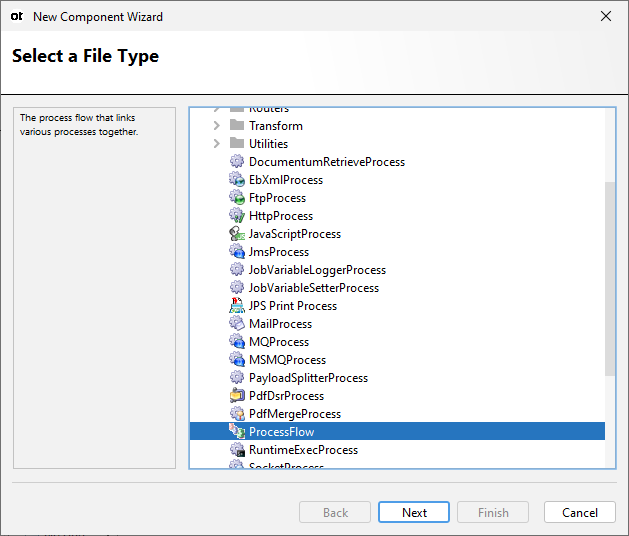 ot New Component Wizard
Select a File Type
The process flow that links
various processes together.
Routers
Transform
Utilities
DocumentumRetrieveProcess
EbXmlProcess
FtpProcess
HttpProcess
JavaScriptProcess
JmsProcess
JobVariableLoggerProcess
JobVariableSetterProcess
JPS Print Process
MailProcess
MQProcess
MSMQProcess
PayloadSplitterProcess
PdfDsrProcess
PdfMergeProcess
ProcessFlow
RuntimeExecProcess
SocketProcess
Back Next Finish Cancel